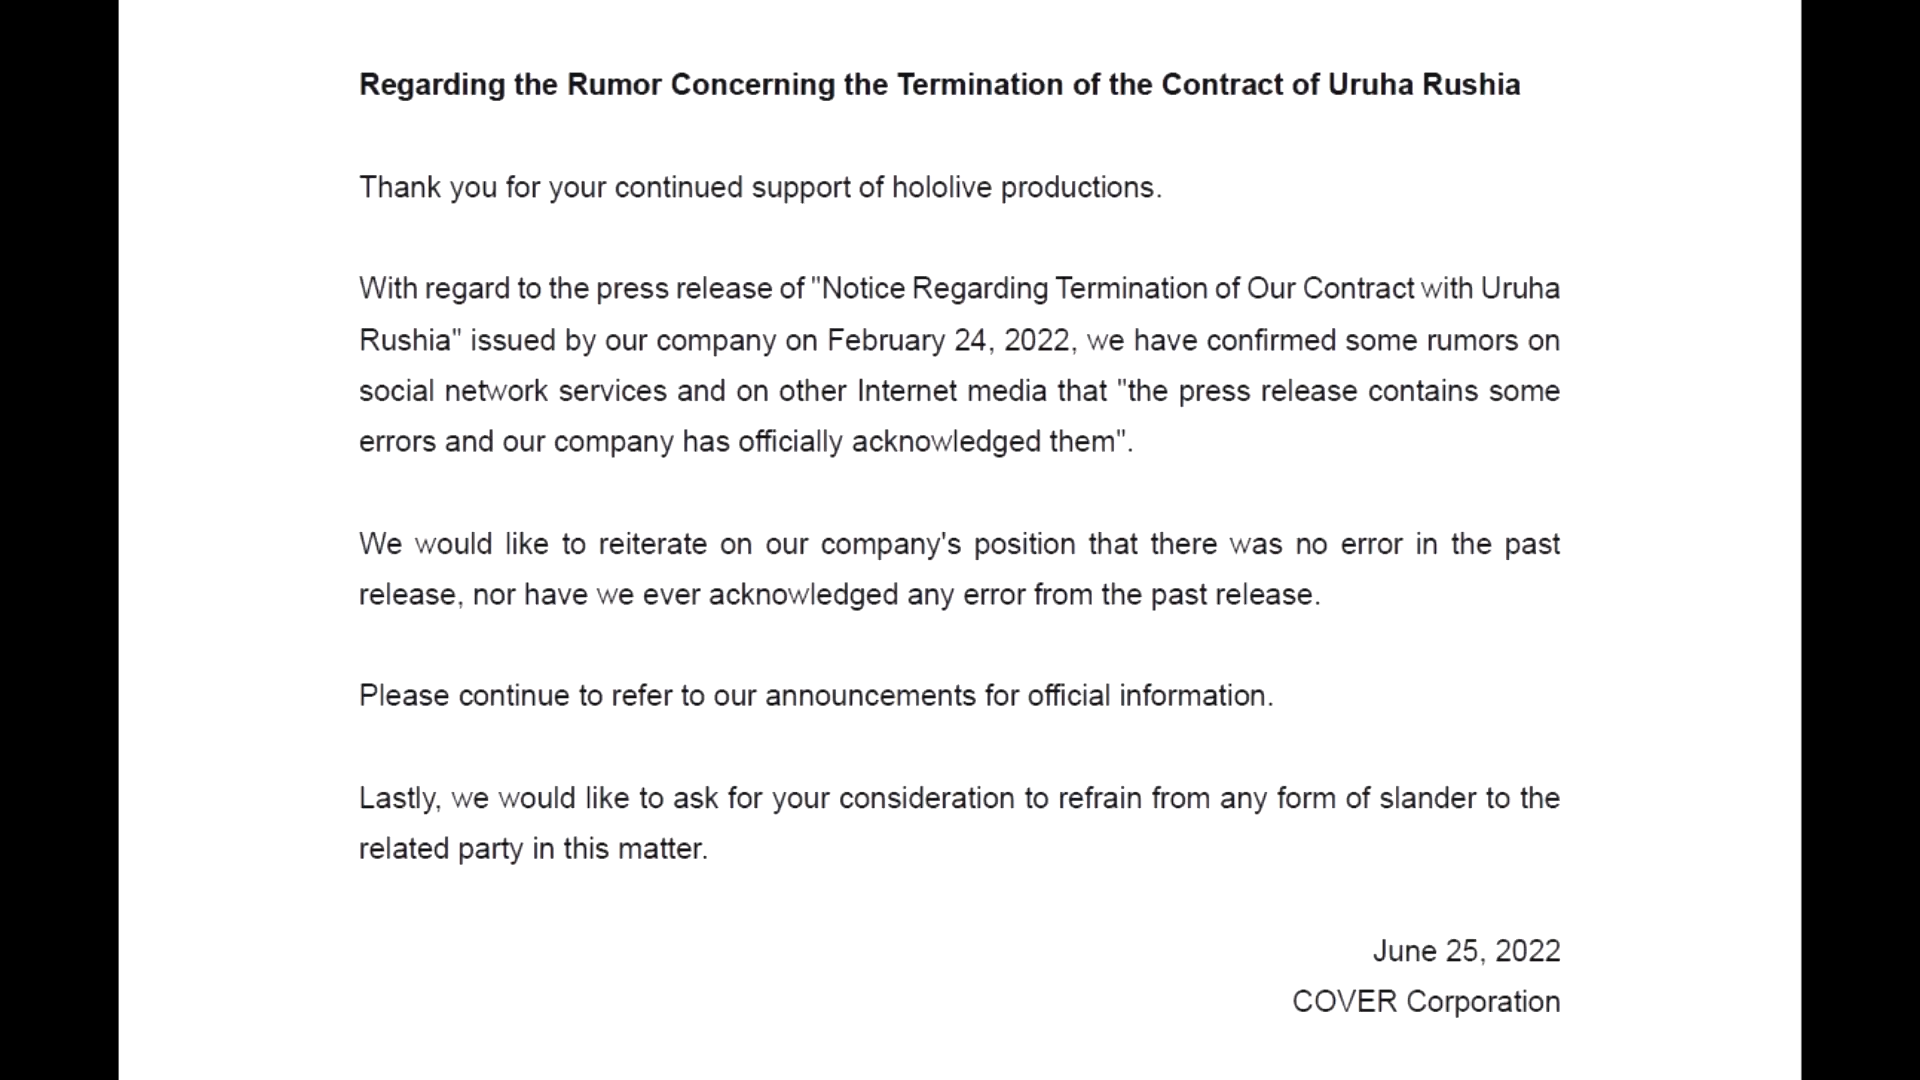 Regarding the Rumor Concerning the Termination of the Contract of Uruha Rushia
Thank you for your continued support of hololive productions.
With regard to the press release of "Notice Regarding Termination of Our Contract with Uruha
Rushia" issued by our company on February 24, 2022, we have confirmed some rumors on
social network services and on other Internet media that "the press release contains some
errors and our company has officially acknowledged them".
We would like to reiterate on our company's position that there was no error in the past
release, nor have we ever acknowledged any error from the past release.
Please continue to refer to our announcements for official information.
Lastly, we would like to ask for your consideration to refrain from any form of slander to the
related party in this matter.
June 25, 2022
COVER Corporation